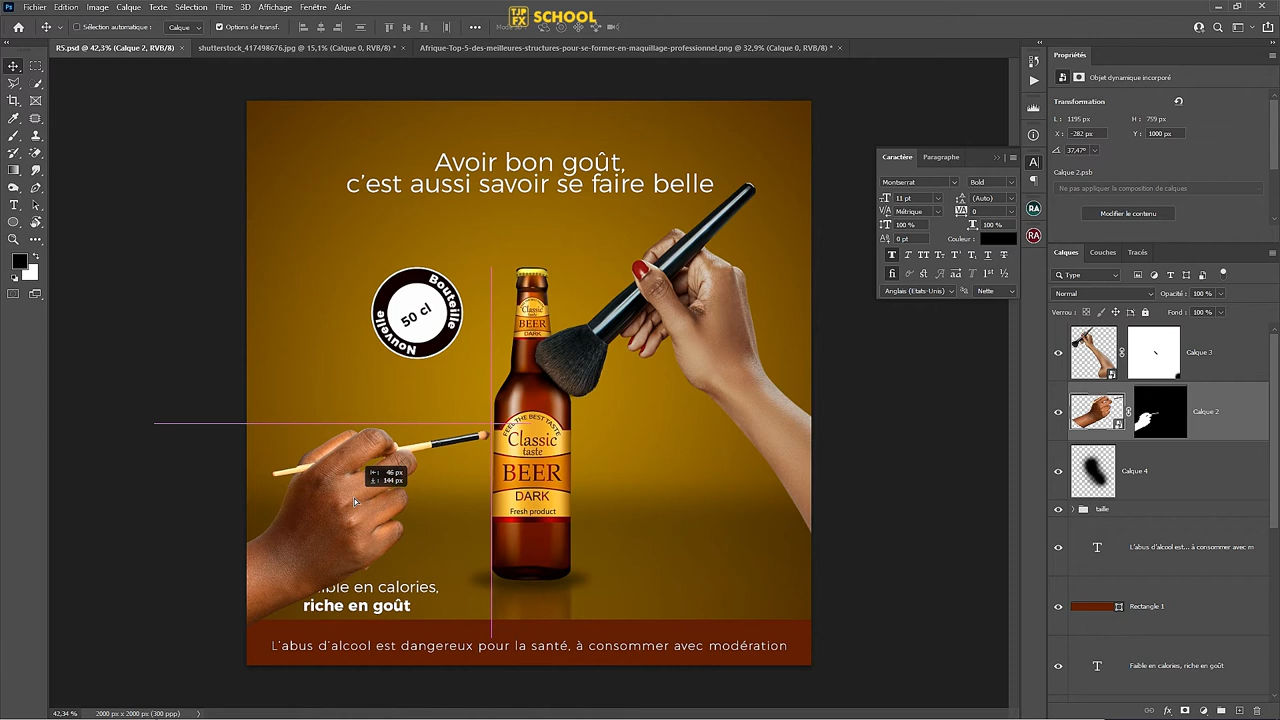 Fichier Edition Image Calque Texte Sélection Filtre 3D Affichage Fenêtre Aide
TJP FX SCHOOL
Sélection automatique : Calque Options de transf. Mode 3D
R5.psd @ 42,3% (Calque 2, RVB/8) * × shutterstock_417498676.jpg @ 15,1% (Calque 0, RVB/8) * × Afrique-Top-5-des-meilleures-structures-pour-se-former-en-maquillage-professionnel.png @ 32,9% (Calque 0, RVB/8) * ×
Avoir bon goût,
c'est aussi savoir se faire belle
Nouvelle Bouteille
50 cl
Classic
taste
BEER
DARK
FEEL THE BEST TASTE
Classic
taste
BEER
DARK
Fresh product
46 px
144 px
en calories,
riche en goût
L'abus d'alcool est dangereux pour la santé, à consommer avec modération
42,34 % 2000 px x 2000 px (300 ppp)
Caractère Paragraphe
Montserrat Bold
11 pt (Auto)
Métrique 0
100 % 100 %
0 pt Couleur :
Anglais (Etats-Unis) Nette
Propriétés
Objet dynamique incorporé
Transformation
L : 1195 px H : 759 px
X : -282 px Y : 1000 px
37,47°
Calque 2.psb
Ne pas appliquer la composition de calques
Modifier le contenu
Calques Couches Tracés
Type
Normal Opacité : 100 %
Verrou : Fond : 100 %
Calque 3
Calque 2
Calque 4
taille
L'abus d'alcool est... à consommer avec m
Rectangle 1
Faible en calories, riche en goût